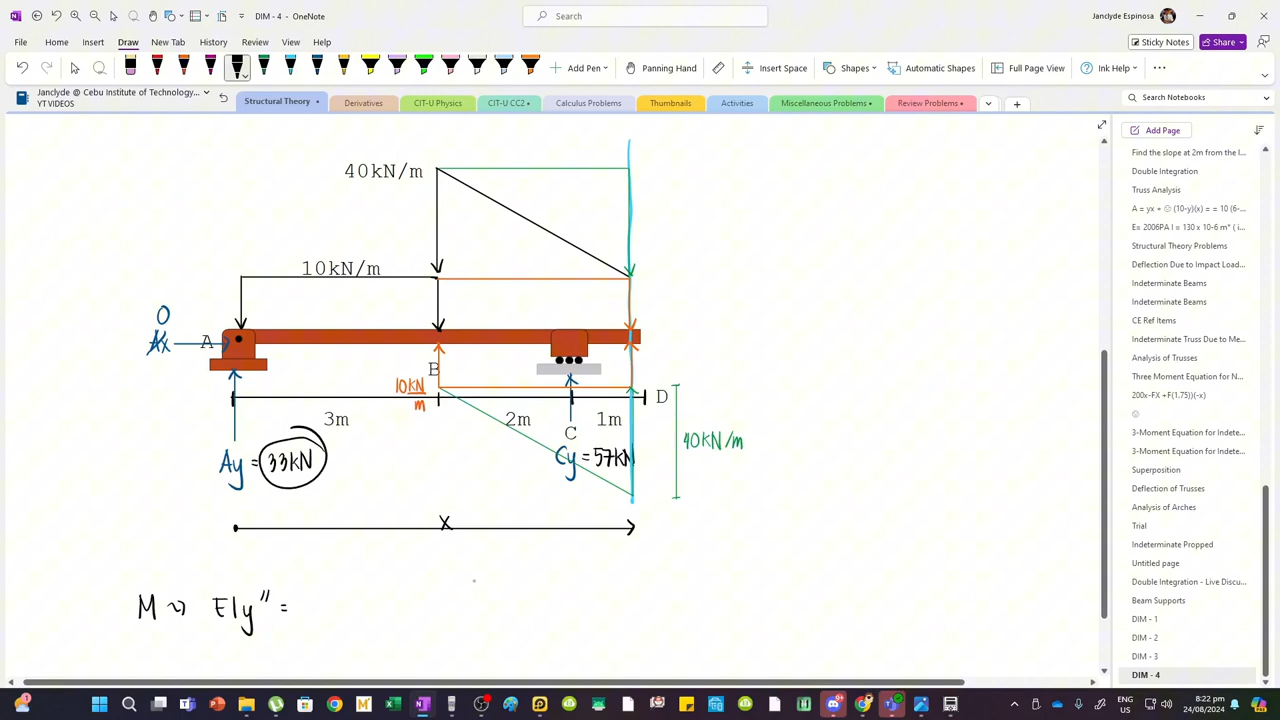 DIM - 4 - OneNote
Search
Janclyde Espinosa
File Home Insert Draw New Tab History Review View Help
Sticky Notes
Share
Add Pen
Panning Hand
Insert Space
Shapes
Automatic Shapes
Full Page View
Ink Help
Janclyde @ Cebu Institute of Technology...
YT VIDEOS
Structural Theory
Derivatives
CIT-U Physics
CIT-U CC2
Calculus Problems
Thumbnails
Activities
Miscellaneous Problems
Review Problems
Search Notebooks
Add Page
Find the slope at 2m from the l...
Double Integration
Truss Analysis
A = yx + ☹ (10-y)(x) = = 10 (6-...
E= 2006PA I = 130 x 10-6 m* ( i...
Structural Theory Problems
Deflection Due to Impact Load...
Indeterminate Beams
Indeterminate Beams
CE Ref Items
Indeterminate Truss Due to Me...
Analysis of Trusses
Three Moment Equation for N...
200x-FX +F(1.75))(-x)
3-Moment Equation for Indete...
3-Moment Equation for Indete...
Superposition
Deflection of Trusses
Analysis of Arches
Trial
Indeterminate Propped
Untitled page
Double Integration - Live Discu...
Beam Supports
DIM - 1
DIM - 2
DIM - 3
DIM - 4
40kN/m
10kN/m
0
Ax
A
B
10kN/m
D
3m
2m
1m
C
40kN/m
Ay = 33kN
Cy = 57kN
X
M ~> EIy" =
ENG
8:22 pm
24/08/2024